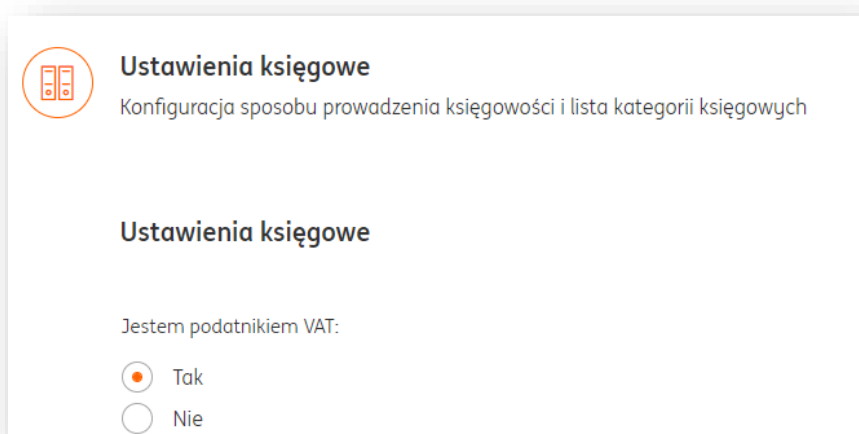 Ustawienia księgowe
Konfiguracja sposobu prowadzenia księgowości i lista kategorii księgowych
Ustawienia księgowe
Jestem podatnikiem VAT:
Tak
Nie